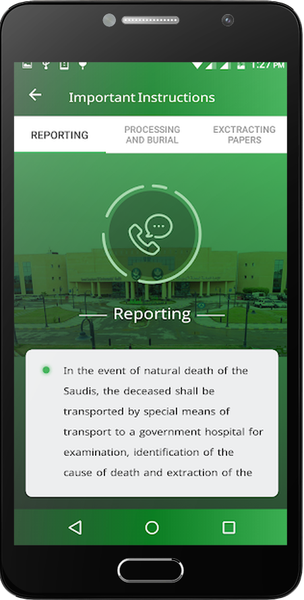 1:27 PM
Important Instructions
REPORTING
PROCESSING
AND BURIAL
EXCTRACTING
PAPERS
Reporting
In the event of natural death of the
Saudis, the deceased shall be
transported by special means of
transport to a government hospital for
examination, identification of the
cause of death and extraction of the